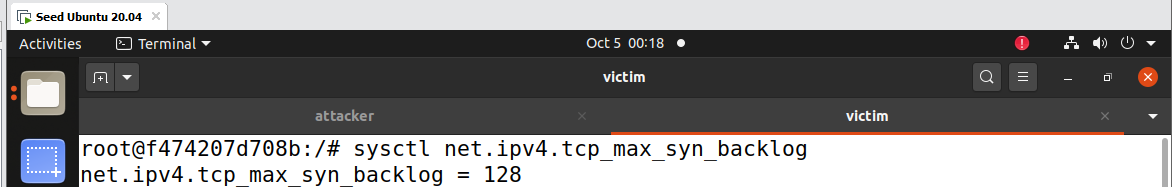 Seed Ubuntu 20.04
Activities Terminal Oct 5 00:18
victim
attacker victim
root@f474207d708b:/# sysctl net.ipv4.tcp_max_syn_backlog
net.ipv4.tcp_max_syn_backlog = 128